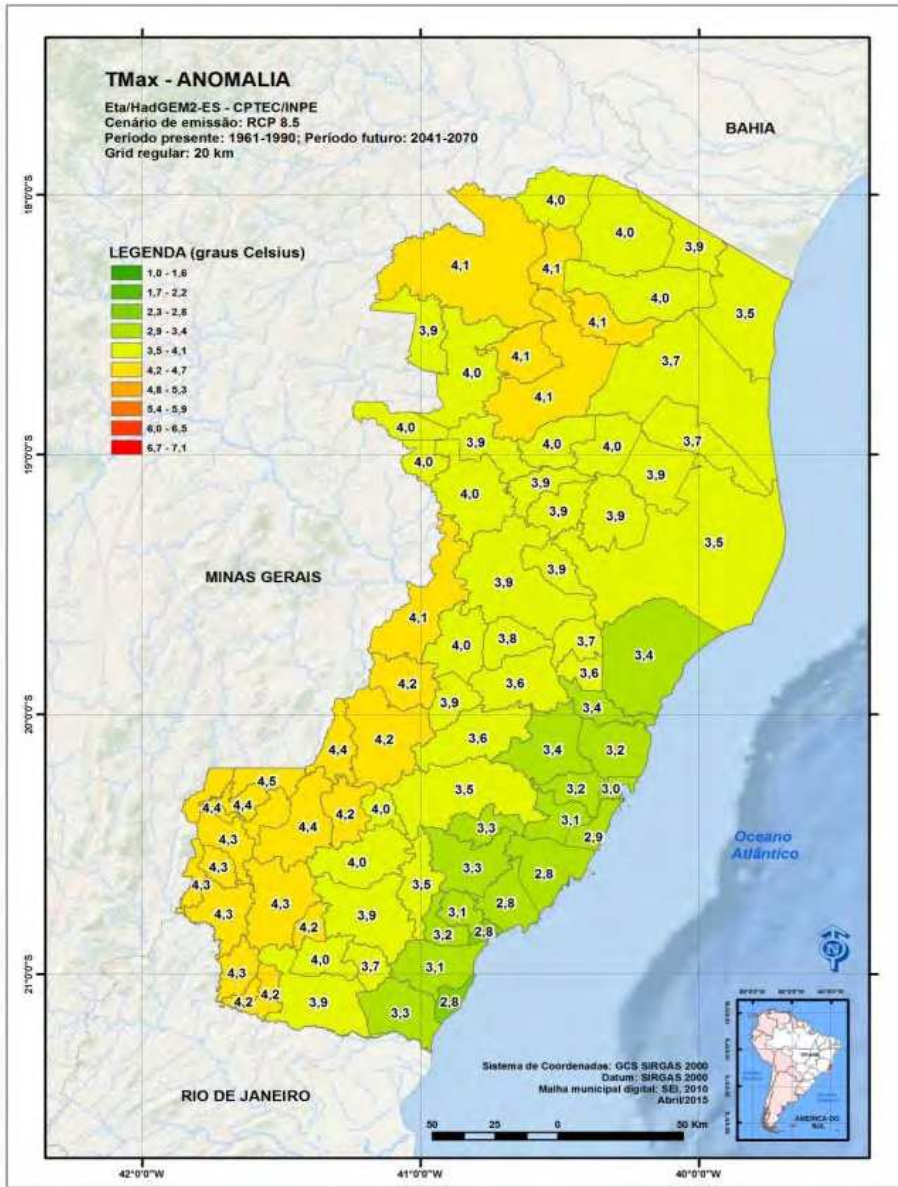 TMax - ANOMALIA
Eta/HadGEM2-ES - CPTEC/INPE
Cenário de emissão: RCP 8.5
Período presente: 1961-1990; Período futuro: 2041-2070
Grid regular: 20 km
BAHIA
18°0'0"S
4,0
4,0
3,9
LEGENDA (graus Celsius)
1,0 - 1,6
1,7 - 2,2
2,3 - 2,8
2,9 - 3,4
3,5 - 4,1
4,2 - 4,7
4,8 - 5,3
5,4 - 5,9
6,0 - 6,5
6,7 - 7,1
4,1
4,1
4,0
3,5
4,1
3,9
4,1
3,7
4,0
4,1
4,0
3,9
4,0
4,0
3,7
19°0'0"S
4,0
4,0
3,9
3,9
3,9
3,9
3,5
MINAS GERAIS
3,9
3,9
4,1
4,0
3,8
3,7
3,4
3,6
4,2
3,6
3,9
3,4
20°0'0"S
4,4
4,2
3,6
3,4
3,2
4,5
4,4
4,4
4,2
4,0
3,5
3,2
3,0
4,3
4,4
3,3
3,1
2,9
Oceano
Atlântico
4,3
4,0
3,3
2,8
4,3
4,3
4,3
3,5
2,8
3,9
3,1
4,2
3,2
2,8
21°0'0"S
4,3
4,0
3,7
3,1
4,2
4,2
3,9
3,3
2,8
RIO DE JANEIRO
Sistema de Coordenadas: GCS SIRGAS 2000
Datum: SIRGAS 2000
Malha municipal digital: SEI, 2010
Abril/2015
50
25
0
50 Km
AMÉRICA DO
SUL
42°0'0"W
41°0'0"W
40°0'0"W